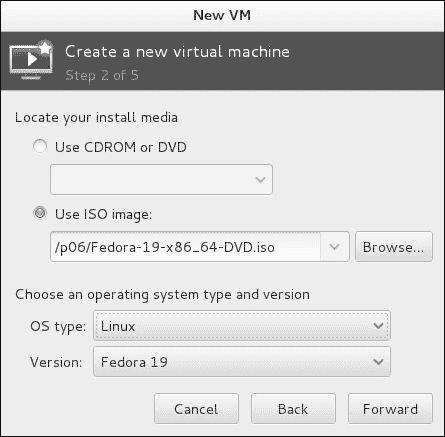 New VM
Create a new virtual machine
Step 2 of 5
Locate your install media
Use CDROM or DVD
Use ISO image:
/p06/Fedora-19-x86_64-DVD.iso
Browse...
Choose an operating system type and version
OS type: Linux
Version: Fedora 19
Cancel Back Forward